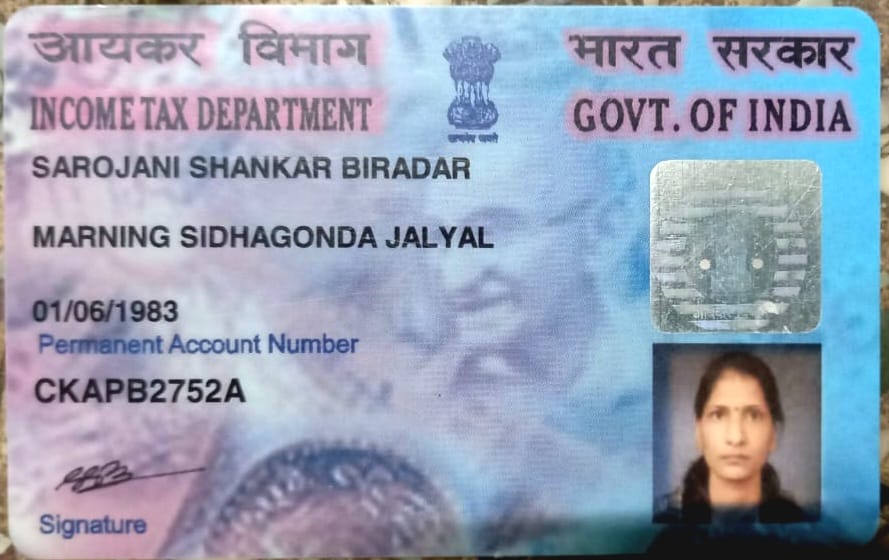 आयकर विभाग
भारत सरकार
INCOME TAX DEPARTMENT
GOVT. OF INDIA
सत्यमेव जयते
SAROJANI SHANKAR BIRADAR
MARNING SIDHAGONDA JALYAL
01/06/1983
Permanent Account Number
CKAPB2752A
Signature